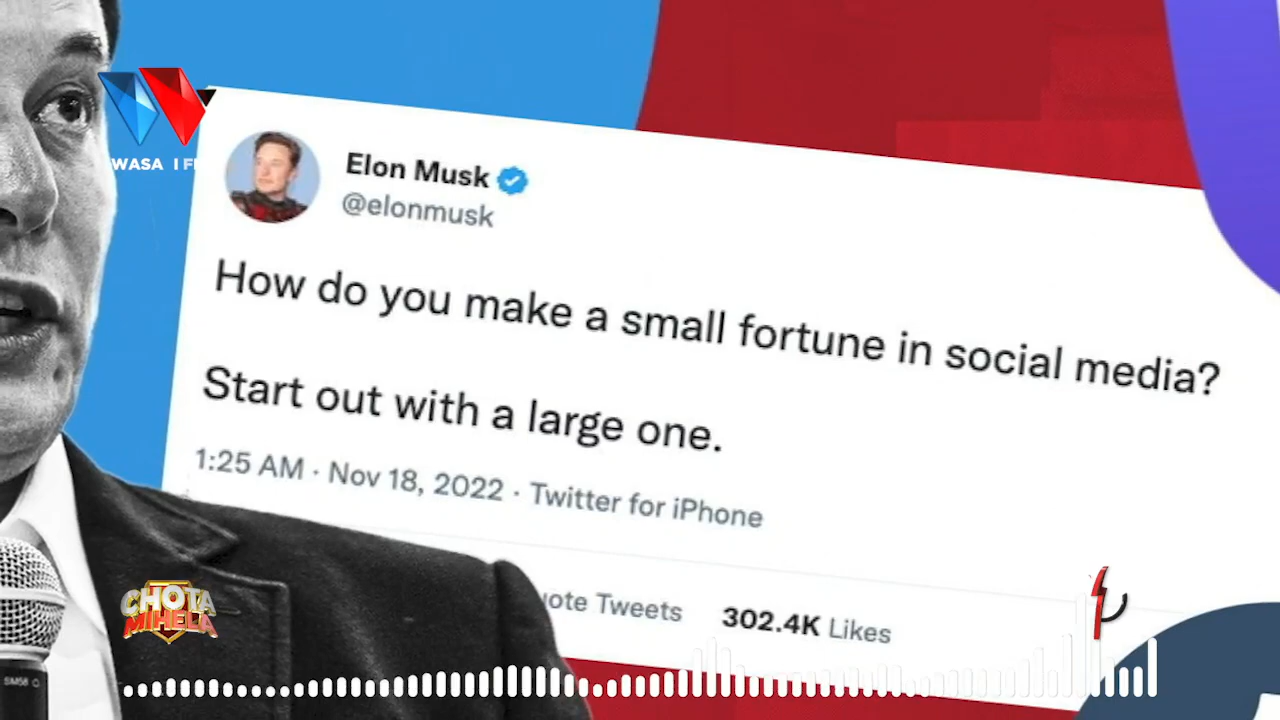 WASA
Elon Musk
@elonmusk
How do you make a small fortune in social media?
Start out with a large one.
1:25 AM · Nov 18, 2022 · Twitter for iPhone
Tweets 302.4K Likes
CHOTA
MIHELA
SM58